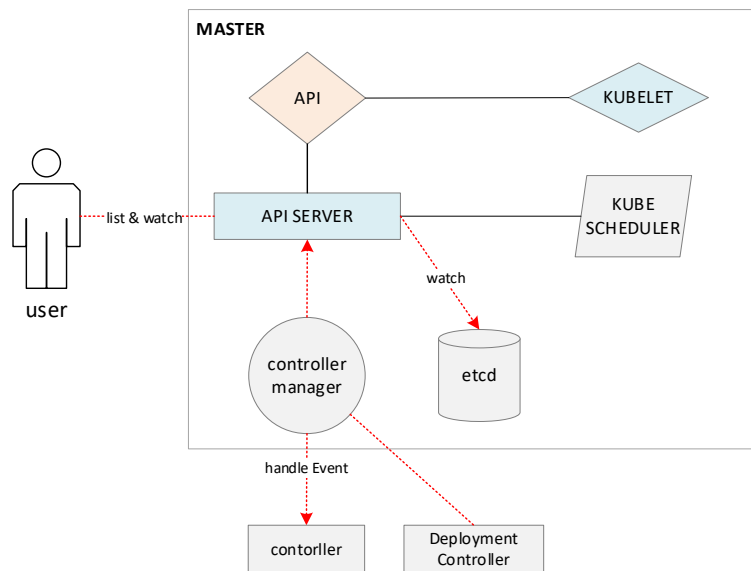 MASTER
API
KUBELET
list & watch
API SERVER
KUBE
SCHEDULER
user
watch
controller
manager
etcd
handle Event
contorller
Deployment
Controller